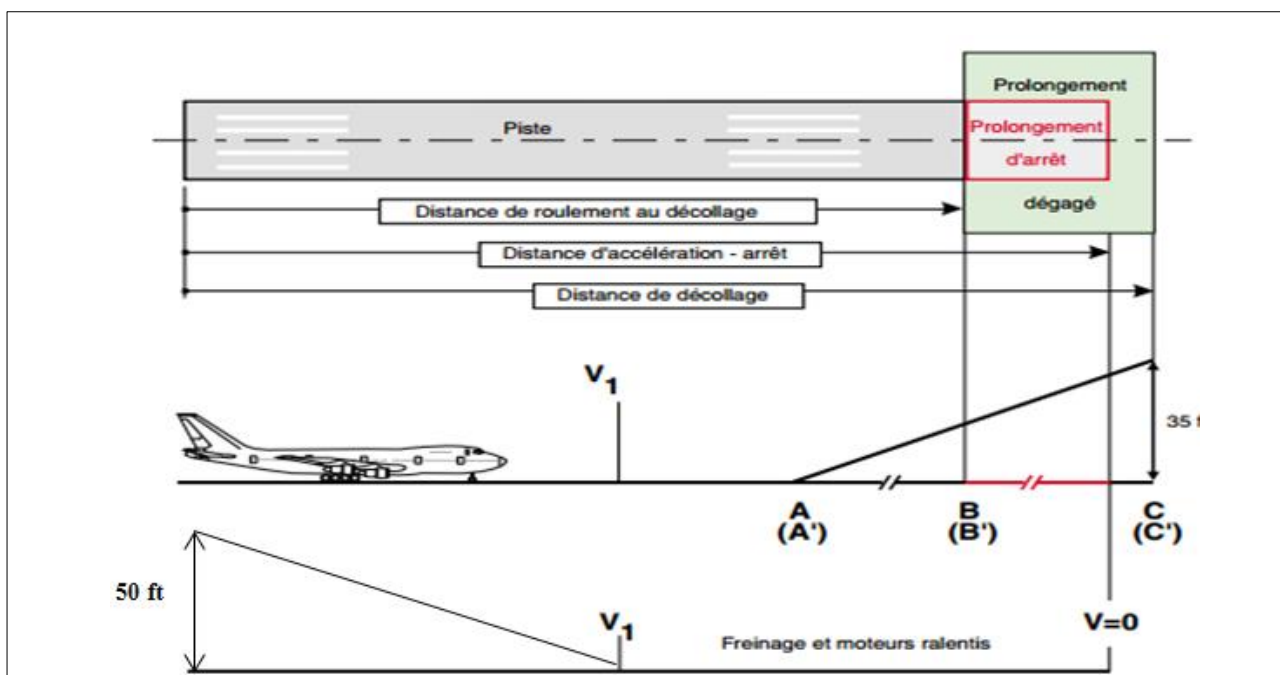 Prolongement
Piste
Prolongement
d'arrêt
dégagé
Distance de roulement au décollage
Distance d'accélération - arrêt
Distance de décollage
V1
35
A
(A')
B
(B')
C
(C')
50 ft
V1
Freinage et moteurs ralentis
V=0